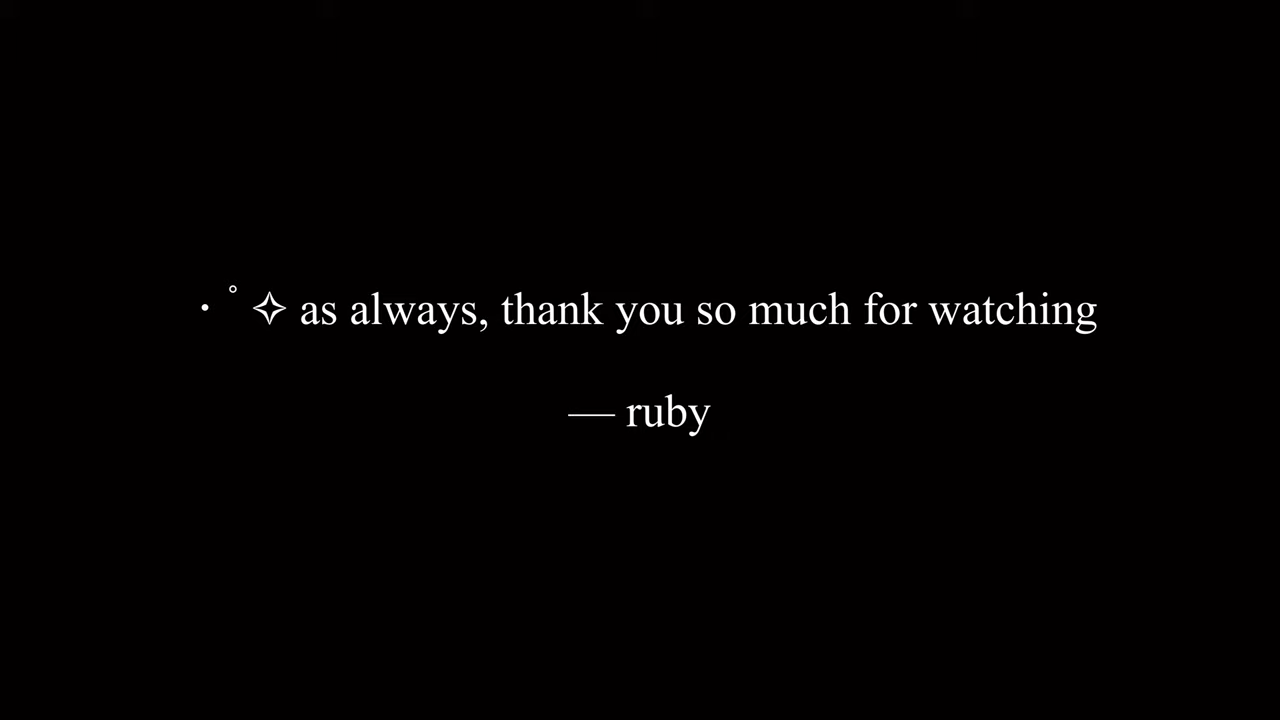 · ˚ ✧ as always, thank you so much for watching
— ruby